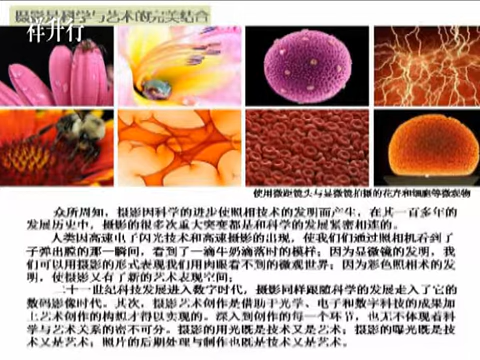 摄影是科学与艺术的完美结合
祥升行
使用微距镜头与显微镜拍摄的花卉和细胞等微观物
众所周知，摄影因科学的进步使照相技术的发明而产生，在其一百多年的
发展历史中，摄影的很多次重大突变都是和科学的发展紧密相连的。
人类因高速电子闪光技术和高速摄影的出现，使我们们通过照相机看到了
子弹出膛的那一瞬间，看到了一滴牛奶滴落时的模样；因为显微镜的发明，我
们可以用摄影的形式表现我们用肉眼看不到的微观世界；因为彩色照相术的发
明，使摄影又有了新的艺术表现空间；
二十一世纪科技发展进入数字时代，摄影同样跟随科学的发展走入了它的
数码影像时代。其次，摄影艺术创作是借助于光学、电子和数字科技的成果加
上艺术创作的构想才得以实现的。深入到创作的每一个环节，也无不体现着科
学与艺术关系的密不可分。摄影的用光既是技术又是艺术；摄影的曝光既是技
术又是艺术；照片的后期处理与制作也既是技术又是艺术。